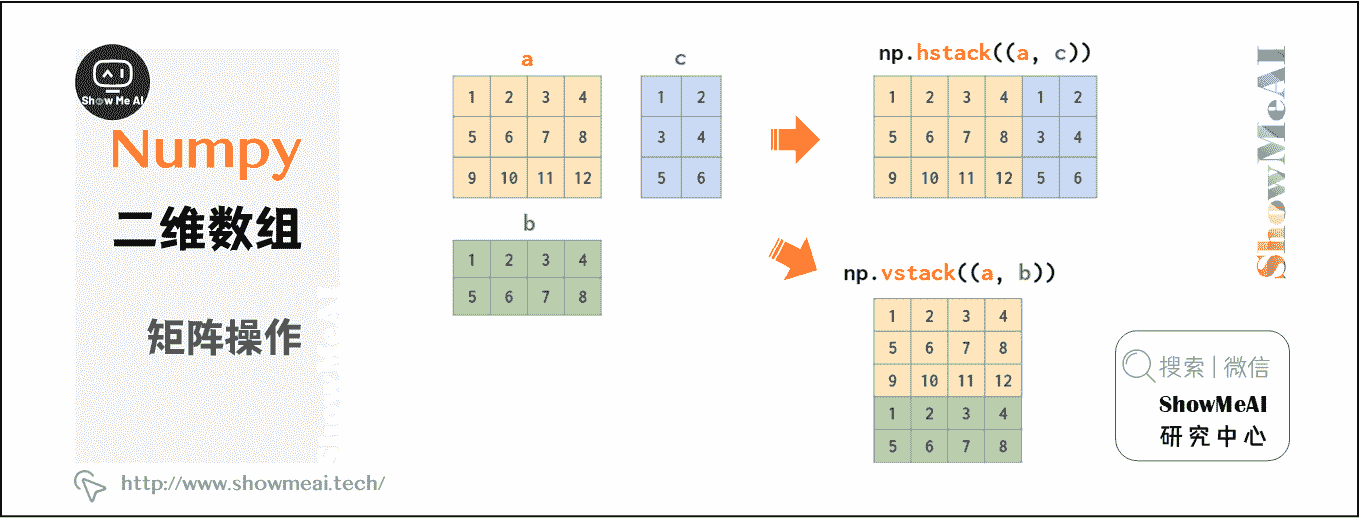 Show Me AI
Numpy
二维数组
矩阵操作
ShowMeAI
http://www.showmeai.tech/
a
1 2 3 4
5 6 7 8
9 10 11 12
c
1 2
3 4
5 6
b
1 2 3 4
5 6 7 8
np.hstack((a, c))
1 2 3 4 1 2
5 6 7 8 3 4
9 10 11 12 5 6
np.vstack((a, b))
1 2 3 4
5 6 7 8
9 10 11 12
1 2 3 4
5 6 7 8
ShowMeAI
搜索|微信
ShowMeAI
研究中心